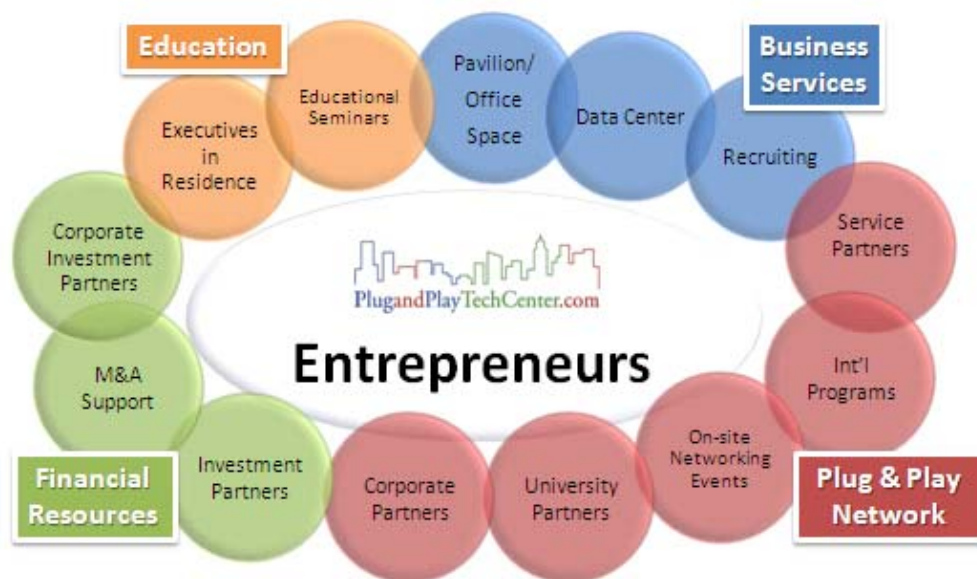 Education
Business
Services
Educational
Seminars
Pavilion/
Office
Space
Data Center
Recruiting
Executives
in
Residence
Service
Partners
Corporate
Investment
Partners
PlugandPlayTechCenter.com
Entrepreneurs
M&A
Support
Int'l
Programs
Investment
Partners
Corporate
Partners
University
Partners
On-site
Networking
Events
Financial
Resources
Plug & Play
Network